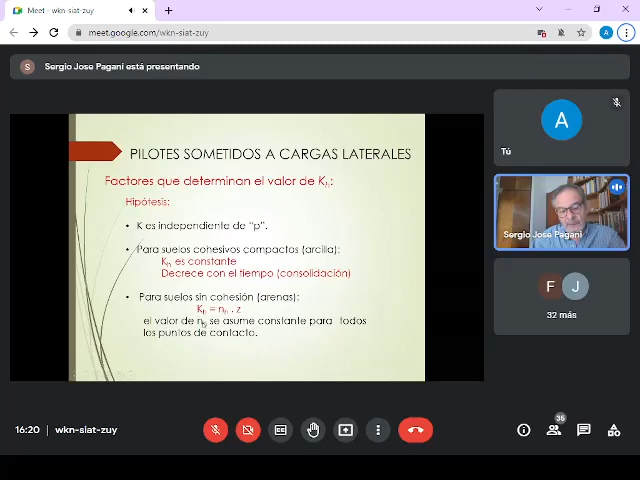 Meet - wkn-siat-zuy
meet.google.com/wkn-siat-zuy
A
S
Sergio Jose Pagani está presentando
PILOTES SOMETIDOS A CARGAS LATERALES
Factores que determinan el valor de Kh:
Hipótesis:
• K es independiente de "p".
• Para suelos cohesivos compactos (arcilla):
Kh es constante
Decrece con el tiempo (consolidación)
• Para suelos sin cohesión (arenas):
Kh = nh . z
el valor de nh se asume constante para todos
los puntos de contacto.
A
Tú
Sergio Jose Pagani
F
J
32 más
16:20 | wkn-siat-zuy
CC
35